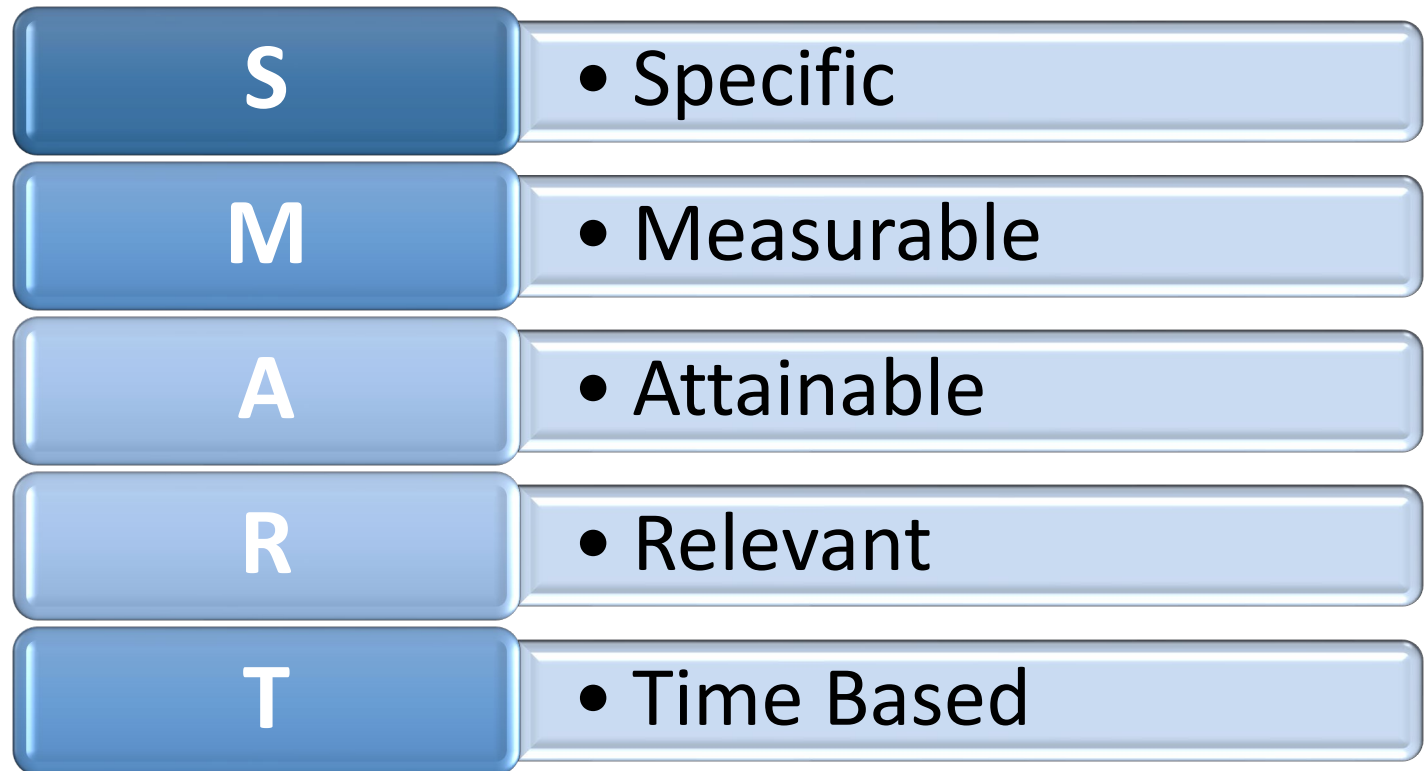 S
• Specific
M
• Measurable
A
• Attainable
R
• Relevant
T
• Time Based